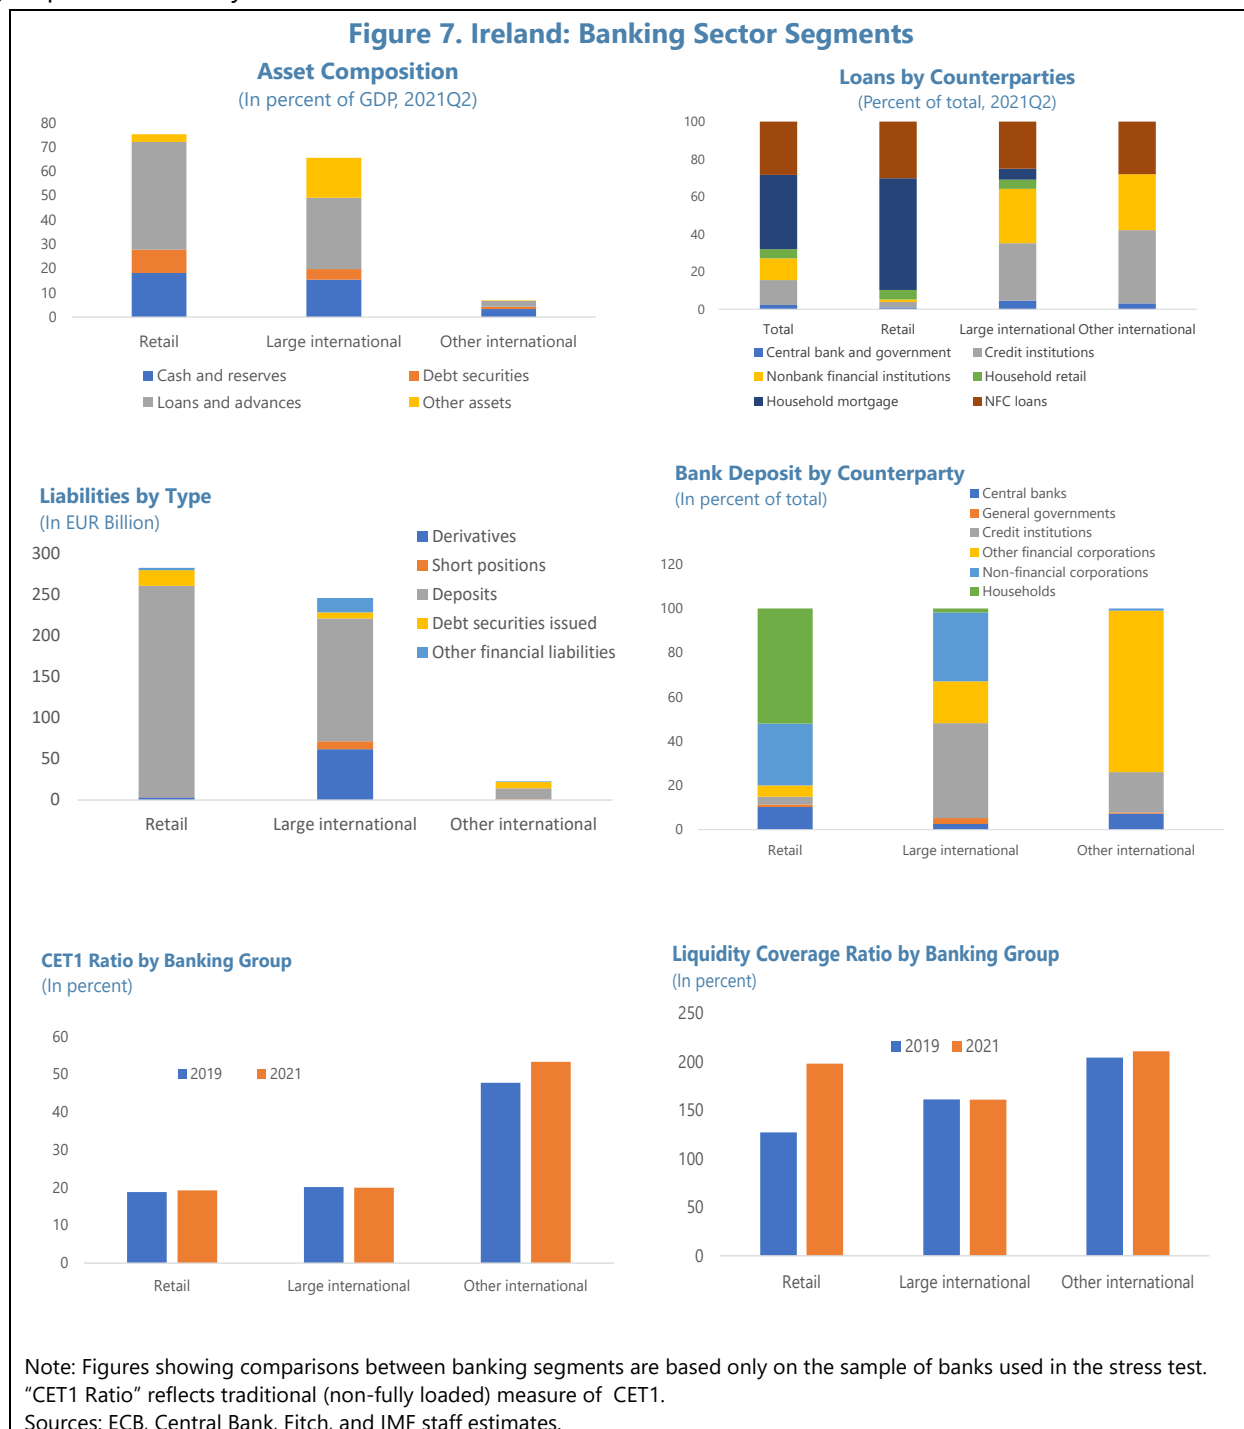 Figure 7. Ireland: Banking Sector Segments
Asset Composition
(In percent of GDP, 2021Q2)
80
70
60
50
40
30
20
10
0
Retail
Large international
Other international
Cash and reserves
Debt securities
Loans and advances
Other assets
Loans by Counterparties
(Percent of total, 2021Q2)
100
80
60
40
20
0
Total
Retail
Large international
Other international
Central bank and government
Credit institutions
Nonbank financial institutions
Household retail
Household mortgage
NFC loans
Liabilities by Type
(In EUR Billion)
300
250
200
150
100
50
0
Derivatives
Short positions
Deposits
Debt securities issued
Other financial liabilities
Retail
Large international
Other international
Bank Deposit by Counterparty
(In percent of total)
Central banks
General governments
Credit institutions
Other financial corporations
Non-financial corporations
Households
120
100
80
60
40
20
0
Retail
Large international
Other international
CET1 Ratio by Banking Group
(In percent)
60
50
40
30
20
10
0
2019
2021
Retail
Large international
Other international
Liquidity Coverage Ratio by Banking Group
(In percent)
250
200
150
100
50
0
2019
2021
Retail
Large international
Other international
Note: Figures showing comparisons between banking segments are based only on the sample of banks used in the stress test.
“CET1 Ratio” reflects traditional (non-fully loaded) measure of CET1.
Sources: ECB, Central Bank, Fitch, and IMF staff estimates.